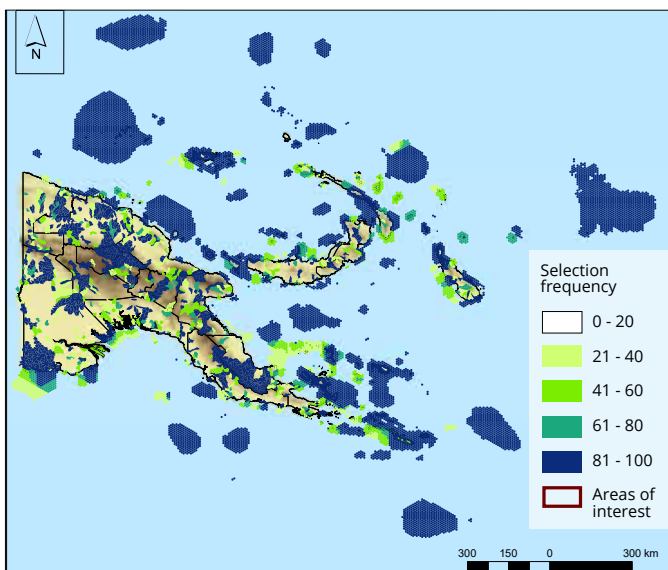 N
Selection
frequency
0 - 20
21 - 40
41 - 60
61 - 80
81 - 100
Areas of
interest
300 150 0 300 km